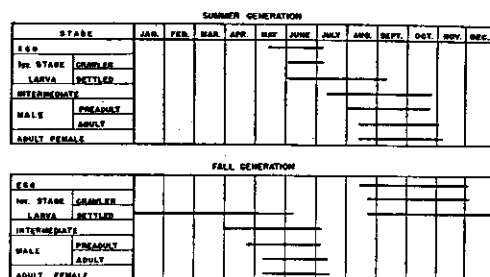 SUMMER GENERATION
STAGE JAN. FEB. MAR. APR. MAY JUNE JULY AUG. SEPT. OCT. NOV. DEC.
EGG
1st. STAGE CRAWLER
LARVA SETTLED
INTERMEDIATE
MALE PREADULT
ADULT
ADULT FEMALE
FALL GENERATION
EGG
1st. STAGE CRAWLER
LARVA SETTLED
INTERMEDIATE
MALE PREADULT
ADULT
ADULT FEMALE